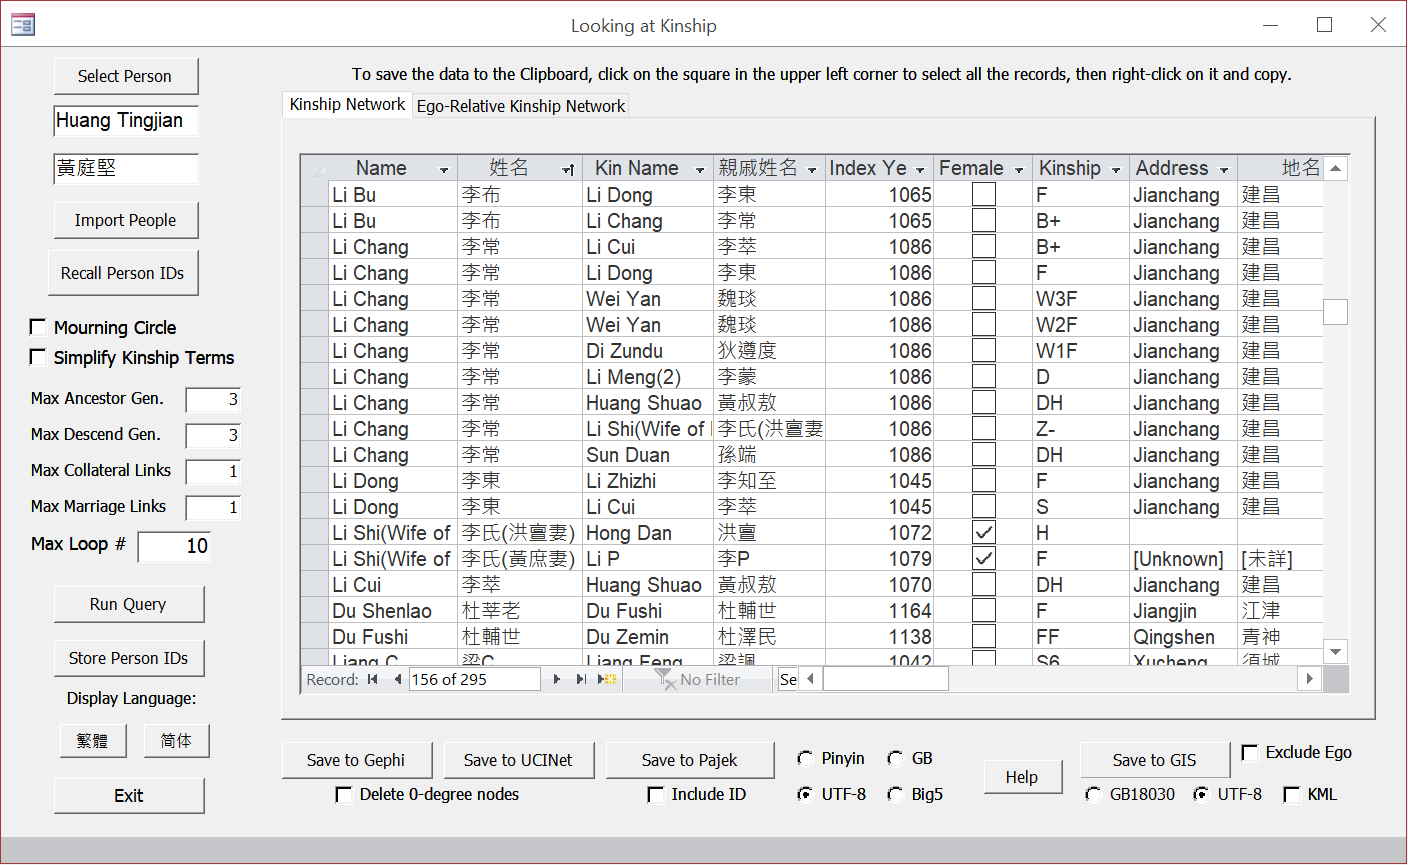 Looking at Kinship
Select Person
To save the data to the Clipboard, click on the square in the upper left corner to select all the records, then right-click on it and copy.
Huang Tingjian
黃庭堅
Import People
Recall Person IDs
Mourning Circle
Simplify Kinship Terms
Max Ancestor Gen. 3
Max Descend Gen. 3
Max Collateral Links 1
Max Marriage Links 1
Max Loop # 10
Run Query
Store Person IDs
Display Language:
繁體 简体
Exit
Kinship Network Ego-Relative Kinship Network
Name 姓名 Kin Name 親戚姓名 Index Ye Female Kinship Address 地名
Li Bu 李布 Li Dong 李東 1065 F Jianchang 建昌
Li Bu 李布 Li Chang 李常 1065 B+ Jianchang 建昌
Li Chang 李常 Li Cui 李萃 1086 B+ Jianchang 建昌
Li Chang 李常 Li Dong 李東 1086 F Jianchang 建昌
Li Chang 李常 Wei Yan 魏琰 1086 W3F Jianchang 建昌
Li Chang 李常 Wei Yan 魏琰 1086 W2F Jianchang 建昌
Li Chang 李常 Di Zundu 狄遵度 1086 W1F Jianchang 建昌
Li Chang 李常 Li Meng(2) 李蒙 1086 D Jianchang 建昌
Li Chang 李常 Huang Shuao 黃叔敖 1086 DH Jianchang 建昌
Li Chang 李常 Li Shi(Wife of 李氏(洪亶妻 1086 Z- Jianchang 建昌
Li Chang 李常 Sun Duan 孫端 1086 DH Jianchang 建昌
Li Dong 李東 Li Zhizhi 李知至 1045 F Jianchang 建昌
Li Dong 李東 Li Cui 李萃 1045 S Jianchang 建昌
Li Shi(Wife of 李氏(洪亶妻) Hong Dan 洪亶 1072 H
Li Shi(Wife of 李氏(黃庶妻) Li P 李P 1079 F [Unknown] [未詳]
Li Cui 李萃 Huang Shuao 黃叔敖 1070 DH Jianchang 建昌
Du Shenlao 杜莘老 Du Fushi 杜輔世 1164 F Jiangjin 江津
Du Fushi 杜輔世 Du Zemin 杜澤民 1138 FF Qingshen 青神
Liang C 梁C Liang Feng 梁諷 1042 S6 Xucheng 須城
Record: 156 of 295 No Filter Se
Save to Gephi Save to UCINet Save to Pajek Pinyin GB Help Save to GIS Exclude Ego
Delete 0-degree nodes Include ID UTF-8 Big5 GB18030 UTF-8 KML